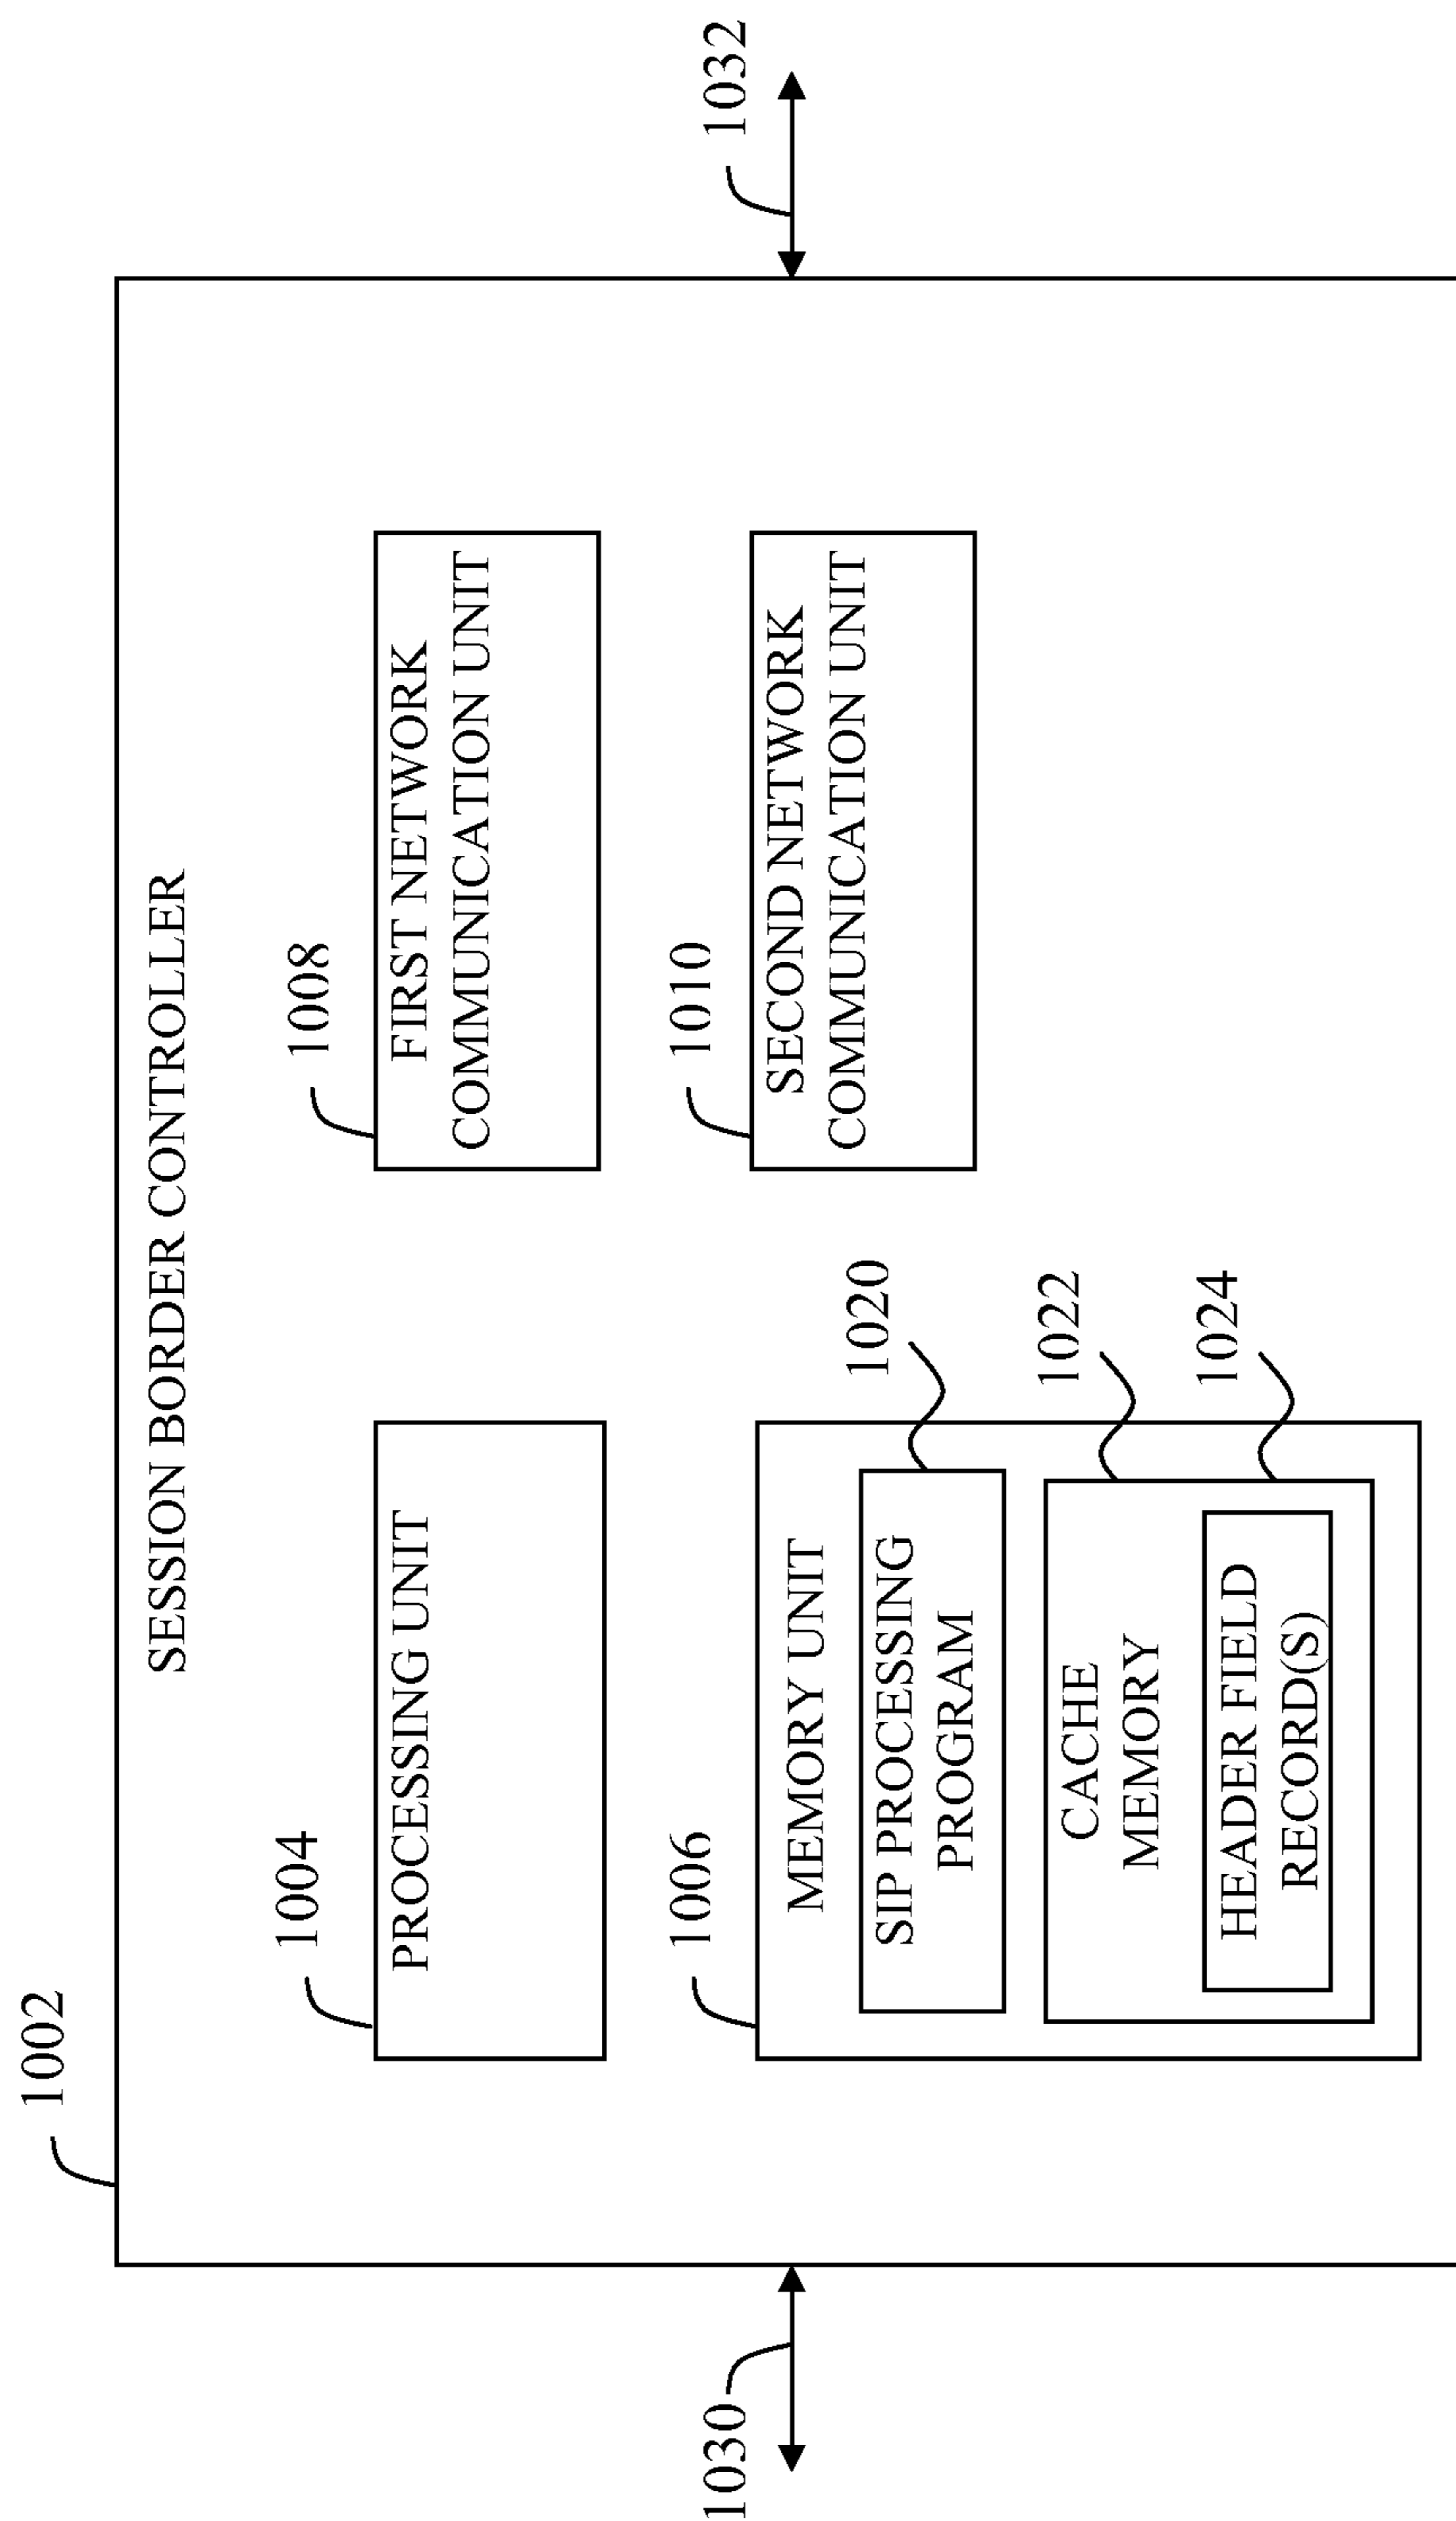 1002
SESSION BORDER CONTROLLER
1004
PROCESSING UNIT
1008
FIRST NETWORK
COMMUNICATION UNIT
1006
MEMORY UNIT
1020
SIP PROCESSING
PROGRAM
1022
CACHE
MEMORY
1024
HEADER FIELD
RECORD(S)
1010
SECOND NETWORK
COMMUNICATION UNIT
1030
1032